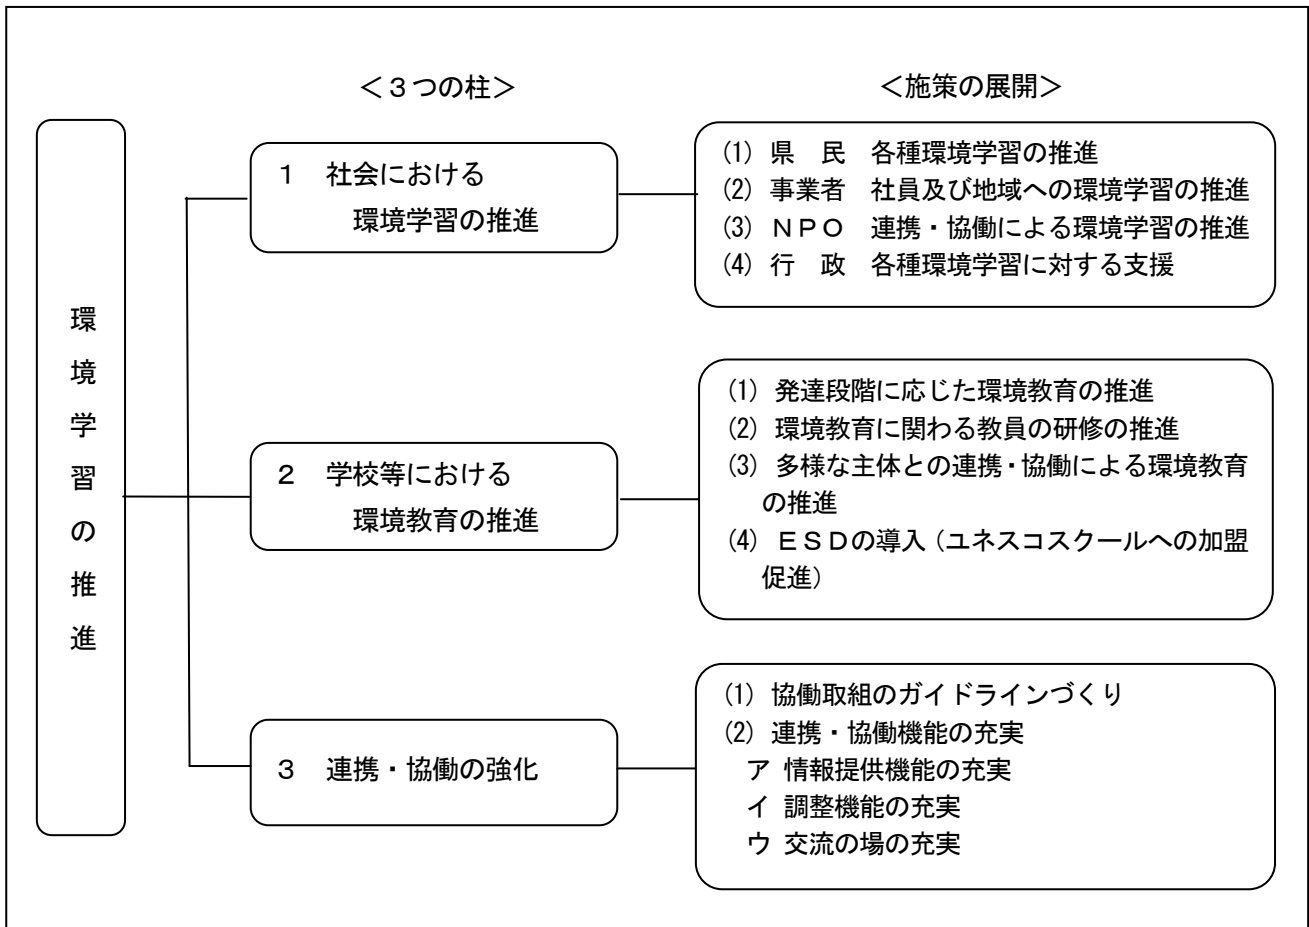 <3つの柱>
<施策の展開>
環境学習の推進
1 社会における
環境学習の推進
(1) 県 民 各種環境学習の推進
(2) 事業者 社員及び地域への環境学習の推進
(3) NPO 連携・協働による環境学習の推進
(4) 行 政 各種環境学習に対する支援
2 学校等における
環境教育の推進
(1) 発達段階に応じた環境教育の推進
(2) 環境教育に関わる教員の研修の推進
(3) 多様な主体との連携・協働による環境教育
の推進
(4) ESDの導入(ユネスコスクールへの加盟
促進)
3 連携・協働の強化
(1) 協働取組のガイドラインづくり
(2) 連携・協働機能の充実
ア 情報提供機能の充実
イ 調整機能の充実
ウ 交流の場の充実